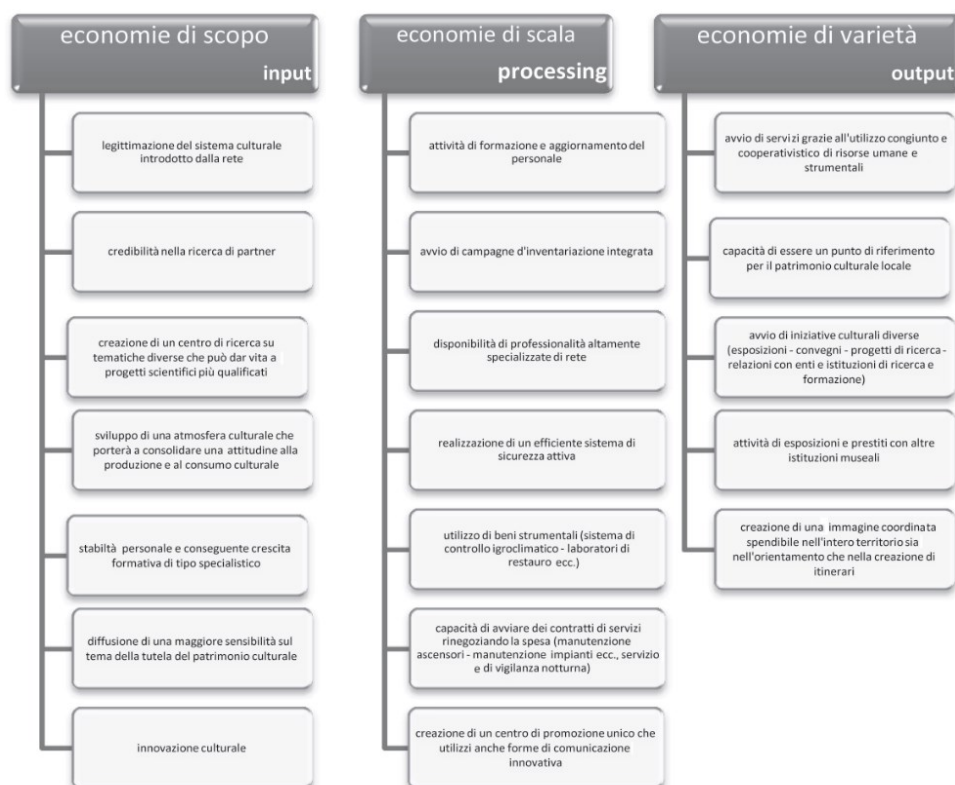 economie di scopo
input
legittimazione del sistema culturale
introdotto dalla rete
credibilità nella ricerca di partner
creazione di un centro di ricerca su
tematiche diverse che può dar vita a
progetti scientifici più qualificati
sviluppo di una atmosfera culturale che
porterà a consolidare una attitudine alla
produzione e al consumo culturale
stabiltà personale e conseguente crescita
formativa di tipo specialistico
diffusione di una maggiore sensibilità sul
tema della tutela del patrimonio culturale
innovazione culturale
economie di scala
processing
attività di formazione e aggiornamento del
personale
avvio di campagne d'inventariazione integrata
disponibilità di professionalità altamente
specializzate di rete
realizzazione di un efficiente sistema di
sicurezza attiva
utilizzo di beni strumentali (sistema di
controllo igroclimatico - laboratori di
restauro ecc.)
capacità di avviare dei contratti di servizi
rinegoziando la spesa (manutenzione
ascensori - manutenzione impianti ecc., servizio
e di vigilanza notturna)
creazione di un centro di promozione unico che
utilizzi anche forme di comunicazione
innovativa
economie di varietà
output
avvio di servizi grazie all'utilizzo congiunto e
cooperativistico di risorse umane e
strumentali
capacità di essere un punto di riferimento
per il patrimonio culturale locale
avvio di iniziative culturali diverse
(esposizioni - convegni - progetti di ricerca -
relazioni con enti e istituzioni di ricerca e
formazione)
attività di esposizioni e prestiti con altre
istituzioni museali
creazione di una immagine coordinata
spendibile nell'intero territorio sia
nell'orientamento che nella creazione di
itinerari